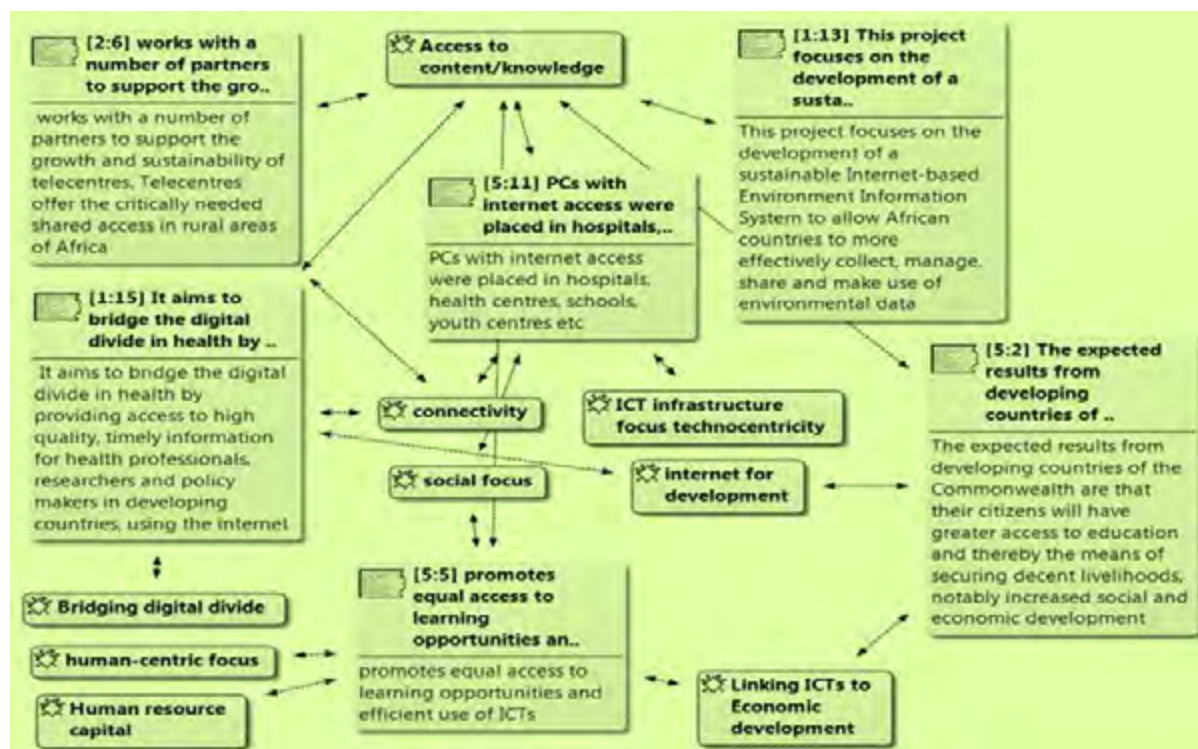 [2:6] works with a
number of partners
to support the gro..
works with a number of
partners to support the
growth and sustainability of
telecentres. Telecentres
offer the critically needed
shared access in rural areas
of Africa
Access to
content/knowledge
[1:13] This project
focuses on the
development of a
susta..
This project focuses on the
development of a
sustainable Internet-based
Environment Information
System to allow African
countries to more
effectively collect, manage,
share and make use of
environmental data
[5:11] PCs with
internet access were
placed in hospitals,..
PCs with internet access
were placed in hospitals,
health centres, schools,
youth centres etc
[1:15] It aims to
bridge the digital
divide in health by ..
It aims to bridge the digital
divide in health by
providing access to high
quality, timely information
for health professionals,
researchers and policy
makers in developing
countries, using the internet
connectivity
ICT infrastructure
focus technocentricity
social focus
internet for
development
[5:2] The expected
results from
developing
countries of ..
The expected results from
developing countries of the
Commonwealth are that
their citizens will have
greater access to education
and thereby the means of
securing decent livelihoods,
notably increased social and
economic development
Bridging digital divide
human-centric focus
Human resource
capital
[5:5] promotes
equal access to
learning
opportunities an..
promotes equal access to
learning opportunities and
efficient use of ICTs
Linking ICTs to
Economic
development